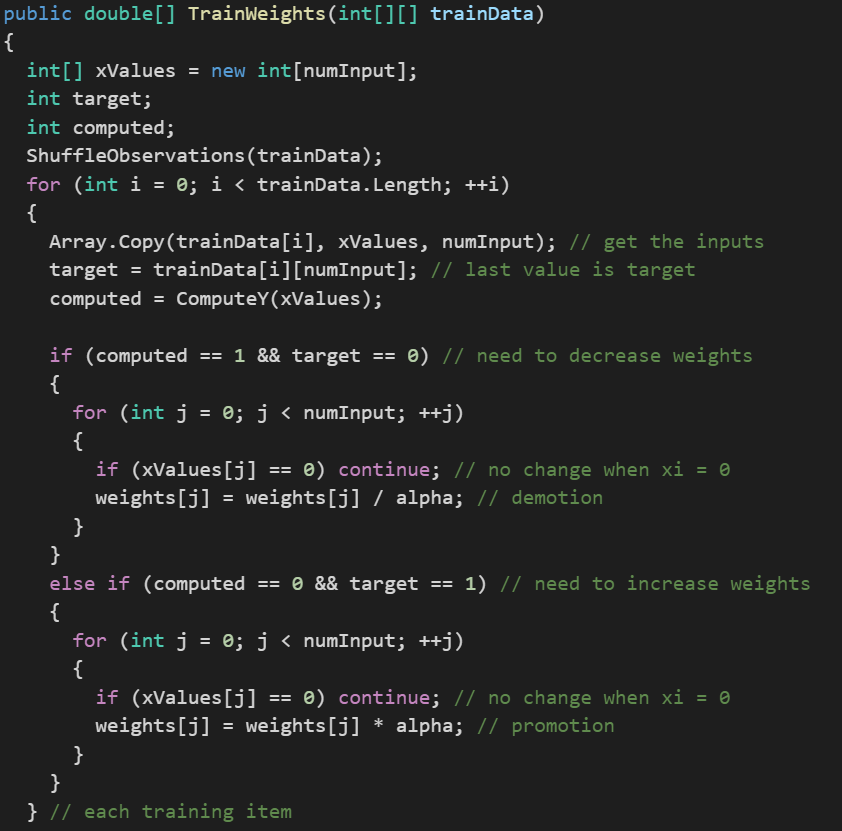 public double[] TrainWeights(int[][] trainData)
{
  int[] xValues = new int[numInput];
  int target;
  int computed;
  ShuffleObservations(trainData);
  for (int i = 0; i < trainData.Length; ++i)
  {
    Array.Copy(trainData[i], xValues, numInput); // get the inputs
    target = trainData[i][numInput]; // last value is target
    computed = ComputeY(xValues);

    if (computed == 1 && target == 0) // need to decrease weights
    {
      for (int j = 0; j < numInput; ++j)
      {
        if (xValues[j] == 0) continue; // no change when xi = 0
        weights[j] = weights[j] / alpha; // demotion
      }
    }
    else if (computed == 0 && target == 1) // need to increase weights
    {
      for (int j = 0; j < numInput; ++j)
      {
        if (xValues[j] == 0) continue; // no change when xi = 0
        weights[j] = weights[j] * alpha; // promotion
      }
    }
  } // each training item